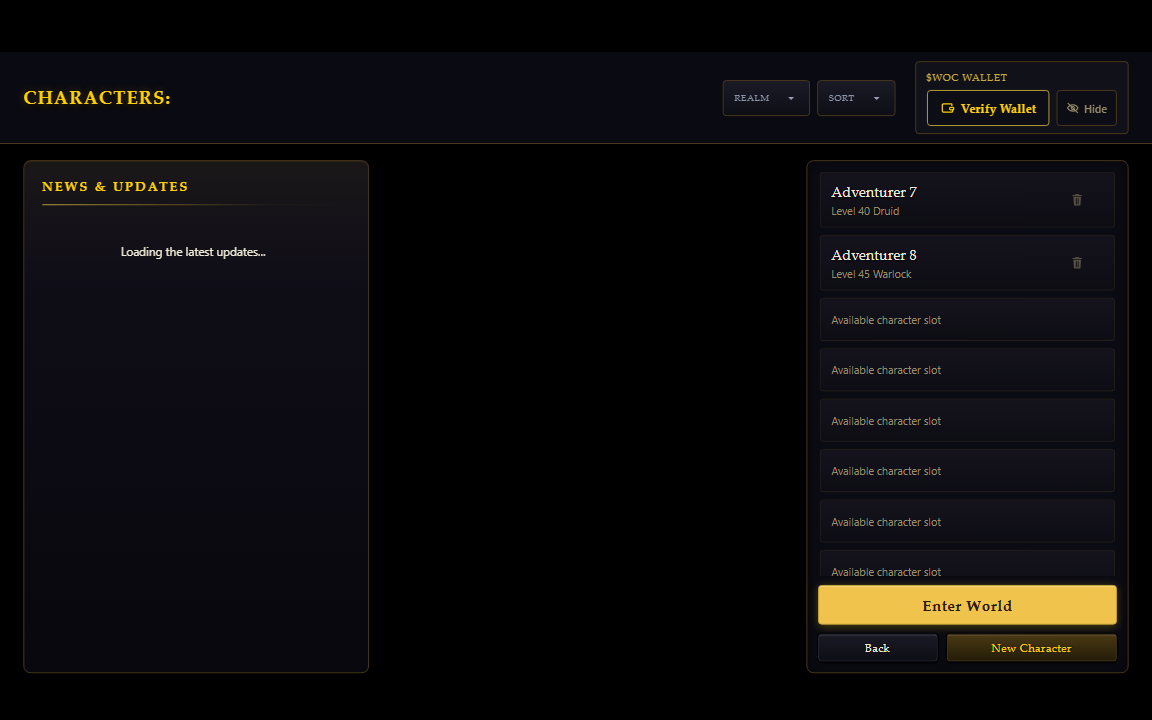 CHARACTERS:
REALM
SORT
$WOC WALLET
Verify Wallet
Hide
NEWS & UPDATES
Loading the latest updates...
Adventurer 7
Level 40 Druid
Adventurer 8
Level 45 Warlock
Available character slot
Available character slot
Available character slot
Available character slot
Available character slot
Available character slot
Enter World
Back
New Character